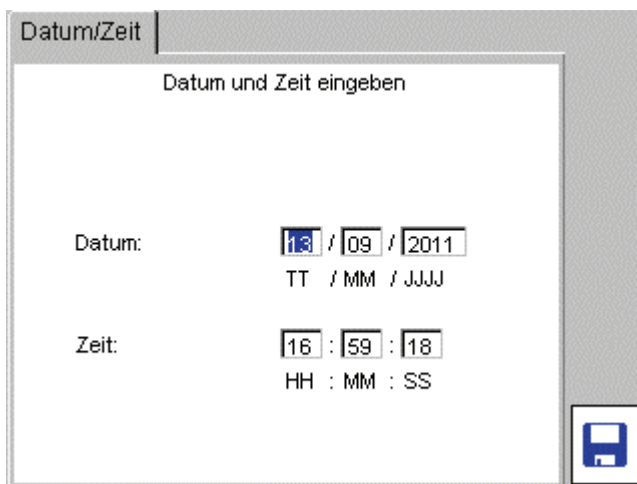 Datum/Zeit
Datum und Zeit eingeben
Datum: 13 / 09 / 2011
TT / MM / JJJJ
Zeit: 16 : 59 : 18
HH : MM : SS